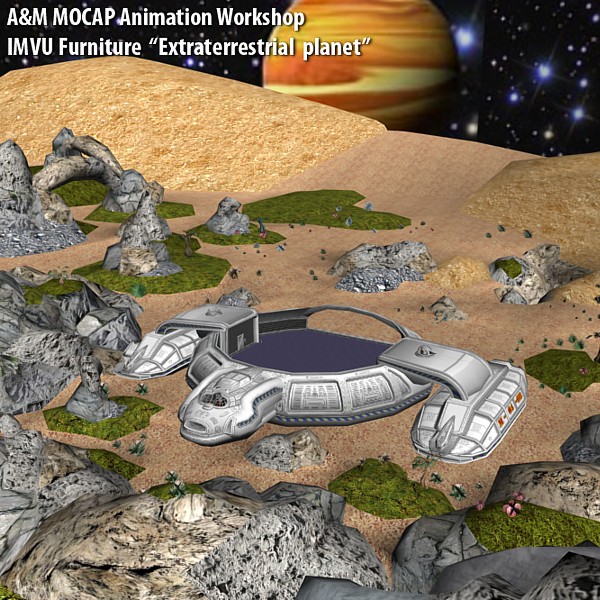 A&M MOCAP Animation Workshop
IMVU Furniture “Extraterrestrial planet”